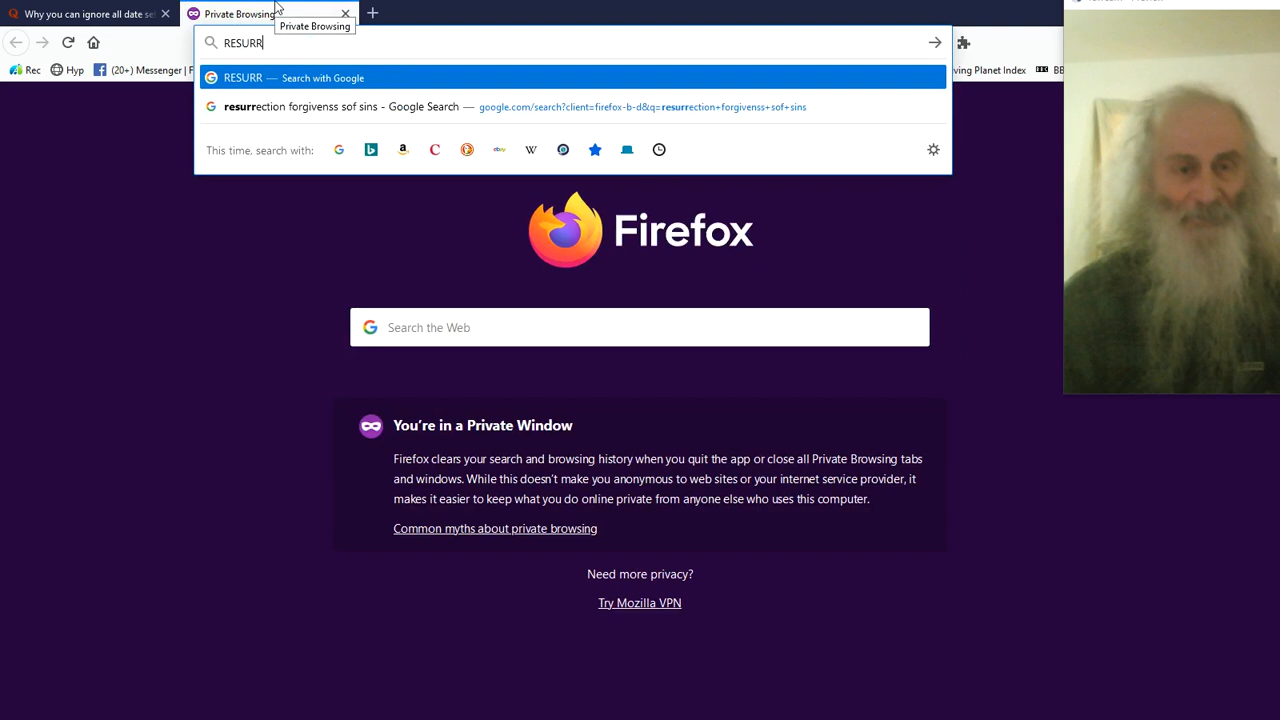 Why you can ignore all date se
Private Browsing
Private Browsing
RESURR
Rec
Hyp
(20+) Messenger | F
ving Planet Index
BB
RESURR — Search with Google
resurrection forgivenss sof sins - Google Search — google.com/search?client=firefox-b-d&q=resurrection+forgivenss+sof+sins
This time, search with:
Firefox
Search the Web
You're in a Private Window
Firefox clears your search and browsing history when you quit the app or close all Private Browsing tabs
and windows. While this doesn't make you anonymous to web sites or your internet service provider, it
makes it easier to keep what you do online private from anyone else who uses this computer.
Common myths about private browsing
Need more privacy?
Try Mozilla VPN